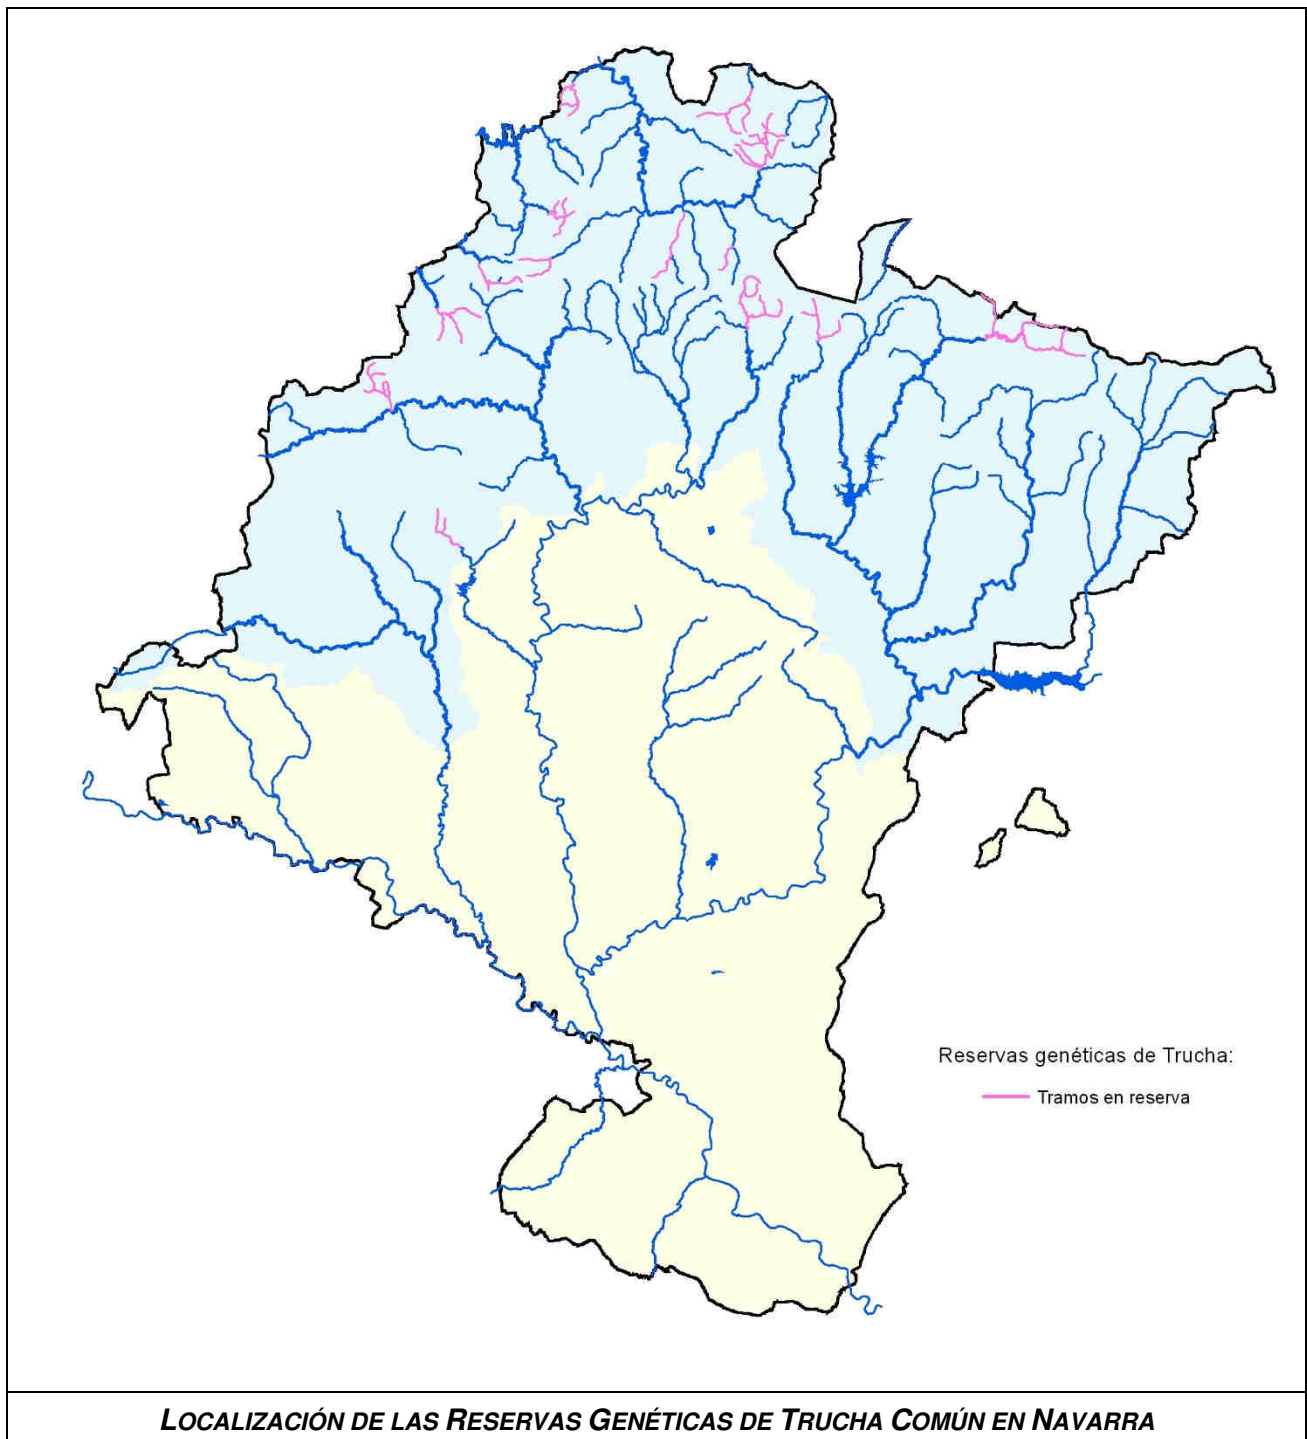 Reservas genéticas de Trucha:
Tramos en reserva
LOCALIZACIÓN DE LAS RESERVAS GENÉTICAS DE TRUCHA COMÚN EN NAVARRA